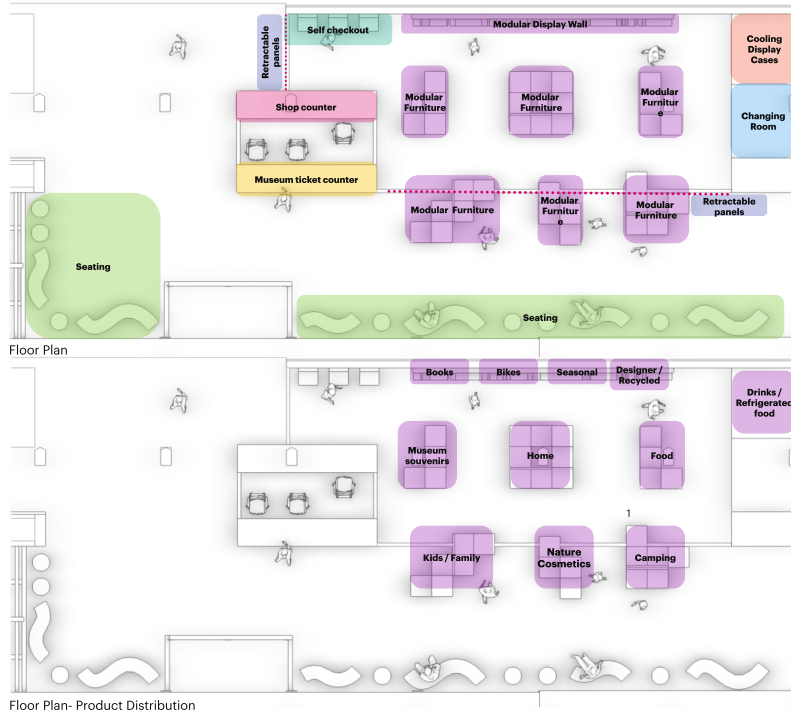 Retractable
panels
Self checkout
Modular Display Wall
Cooling
Display
Cases
Shop counter
Modular
Furniture
Modular
Furniture
Modular
Furnitur
e
Changing
Room
Museum ticket counter
Modular Furniture
Modular
Furnitur
e
Modular
Furniture
Retractable
panels
Seating
Seating
Floor Plan
Books
Bikes
Seasonal
Designer /
Recycled
Drinks /
Refrigerated
food
Museum
souvenirs
Home
Food
1
Kids / Family
Nature
Cosmetics
Camping
Floor Plan- Product Distribution